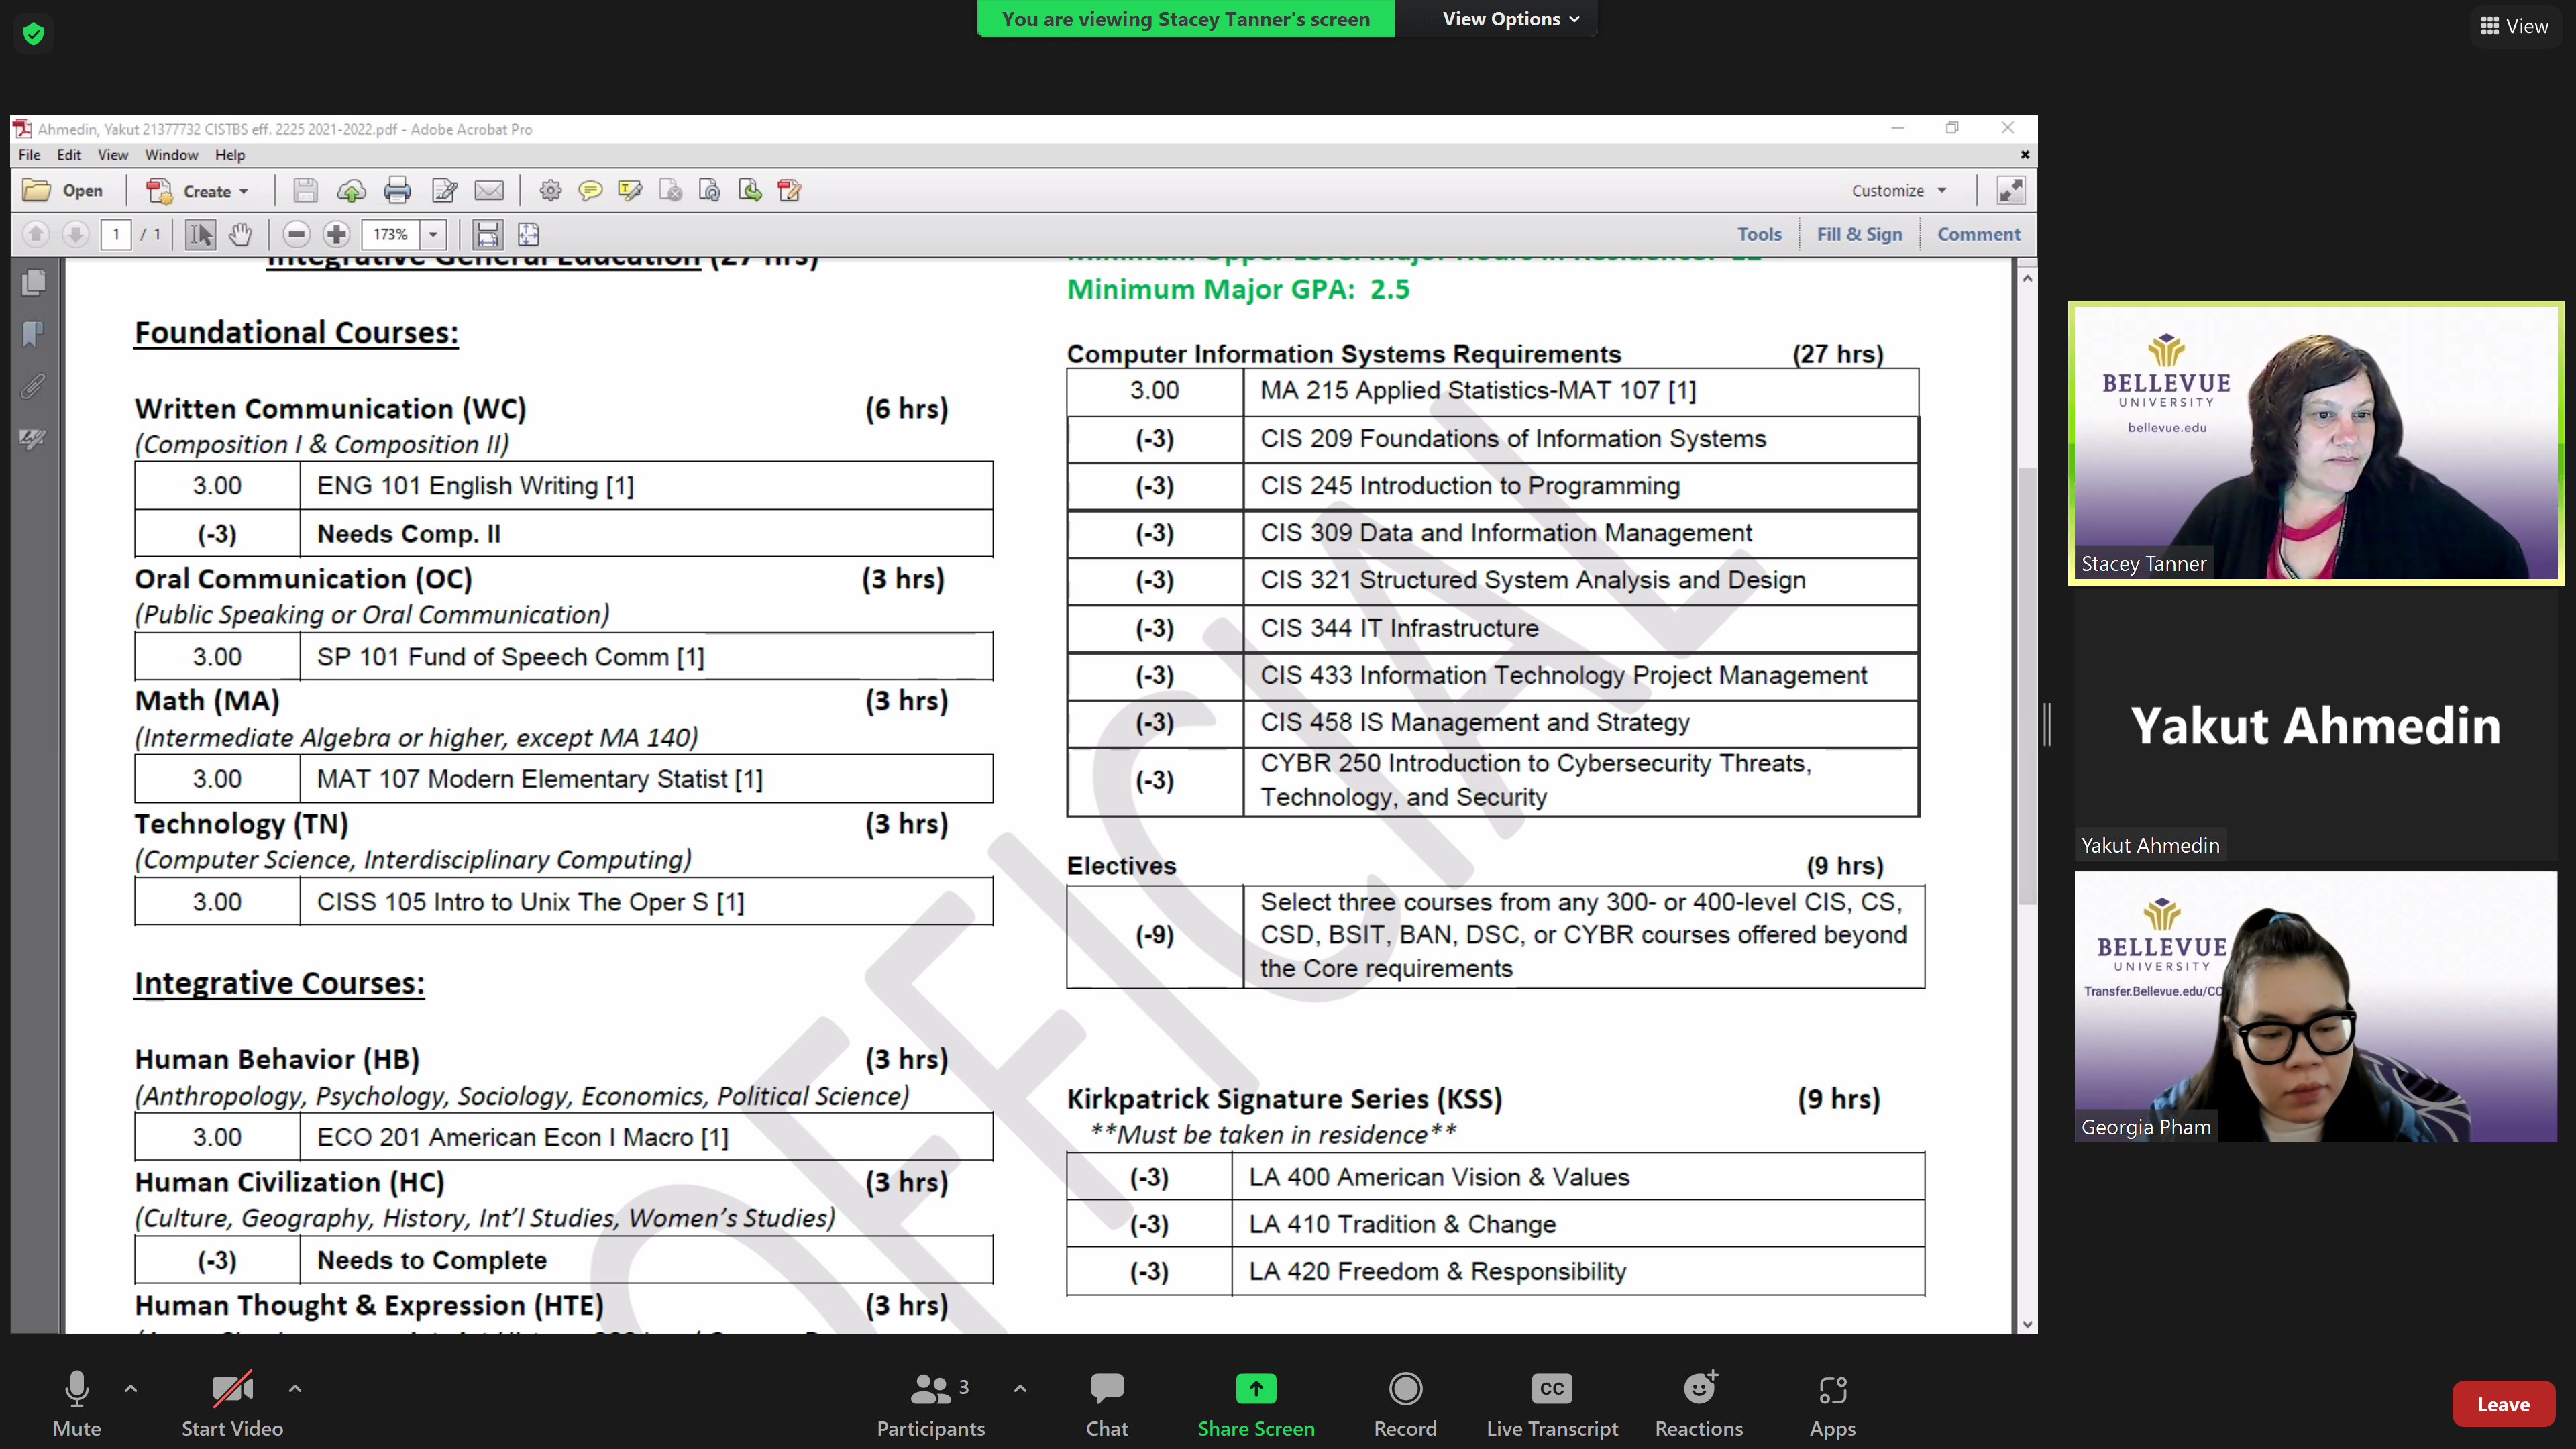 You are viewing Stacey Tanner's screen
View Options
View
Ahmedin, Yakut 21377732 CISTBS eff. 2225 2021-2022.pdf - Adobe Acrobat Pro
File Edit View Window Help
Open
Create
Customize
1 / 1
173%
Tools
Fill & Sign
Comment
Integrative General Education (27 hrs)
Foundational Courses:
Written Communication (WC) (6 hrs)
(Composition I & Composition II)
3.00 ENG 101 English Writing [1]
(-3) Needs Comp. II
Oral Communication (OC) (3 hrs)
(Public Speaking or Oral Communication)
3.00 SP 101 Fund of Speech Comm [1]
Math (MA) (3 hrs)
(Intermediate Algebra or higher, except MA 140)
3.00 MAT 107 Modern Elementary Statist [1]
Technology (TN) (3 hrs)
(Computer Science, Interdisciplinary Computing)
3.00 CISS 105 Intro to Unix The Oper S [1]
Integrative Courses:
Human Behavior (HB) (3 hrs)
(Anthropology, Psychology, Sociology, Economics, Political Science)
3.00 ECO 201 American Econ I Macro [1]
Human Civilization (HC) (3 hrs)
(Culture, Geography, History, Int'l Studies, Women's Studies)
(-3) Needs to Complete
Human Thought & Expression (HTE) (3 hrs)
Minimum Upper Level Major Hours in Residence: 12
Minimum Major GPA: 2.5
Computer Information Systems Requirements (27 hrs)
3.00 MA 215 Applied Statistics-MAT 107 [1]
(-3) CIS 209 Foundations of Information Systems
(-3) CIS 245 Introduction to Programming
(-3) CIS 309 Data and Information Management
(-3) CIS 321 Structured System Analysis and Design
(-3) CIS 344 IT Infrastructure
(-3) CIS 433 Information Technology Project Management
(-3) CIS 458 IS Management and Strategy
(-3) CYBR 250 Introduction to Cybersecurity Threats,
Technology, and Security
Electives (9 hrs)
Select three courses from any 300- or 400-level CIS, CS,
(-9) CSD, BSIT, BAN, DSC, or CYBR courses offered beyond
the Core requirements
Kirkpatrick Signature Series (KSS) (9 hrs)
**Must be taken in residence**
(-3) LA 400 American Vision & Values
(-3) LA 410 Tradition & Change
(-3) LA 420 Freedom & Responsibility
OFFICIAL
BELLEVUE
UNIVERSITY
bellevue.edu
Stacey Tanner
Yakut Ahmedin
Yakut Ahmedin
BELLEVUE
UNIVERSITY
Transfer.Bellevue.edu/CC
Georgia Pham
Mute
Start Video
Participants
3
Chat
Share Screen
Record
CC
Live Transcript
Reactions
Apps
Leave